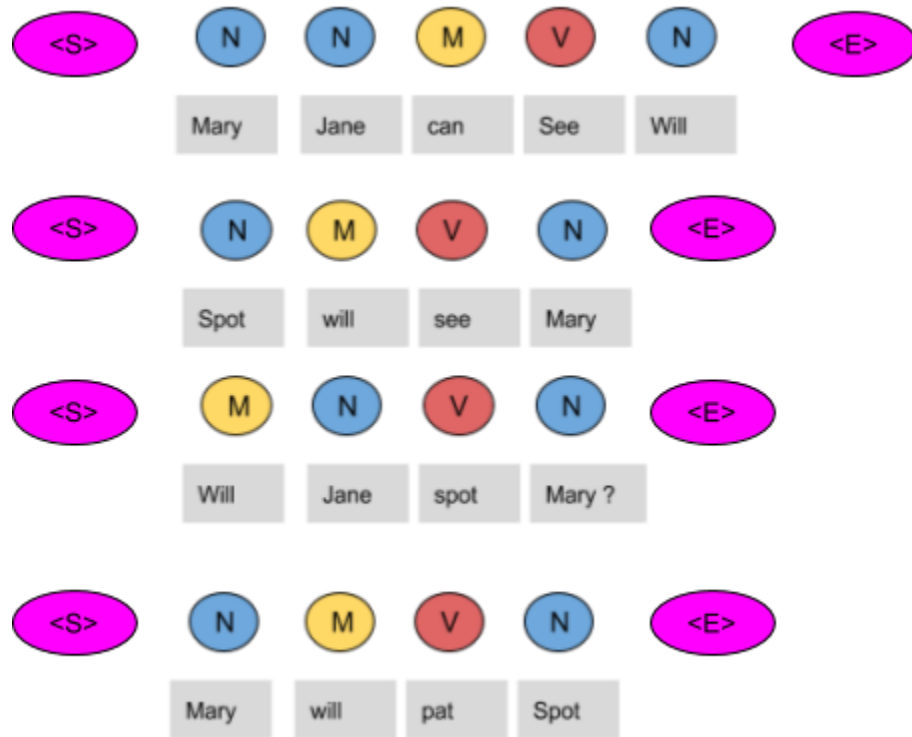 <S> N N M V N <E>
Mary Jane can See Will
<S> N M V N <E>
Spot will see Mary
<S> M N V N <E>
Will Jane spot Mary ?
<S> N M V N <E>
Mary will pat Spot